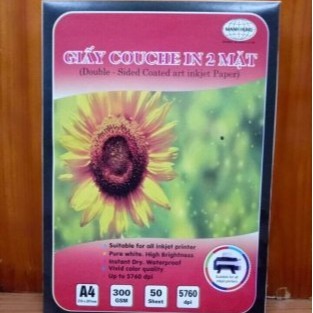 GIẤY COUCHE IN 2 MẶT
(Double - Sided Coated art inkjet Paper)
Suitable for all inkjet printer
Pure white. High Brightness.
Instant Dry. Waterproof
Vivid color quality
Up to 5760 dpi
A4
300
GSM
50
Sheet
5760
dpi